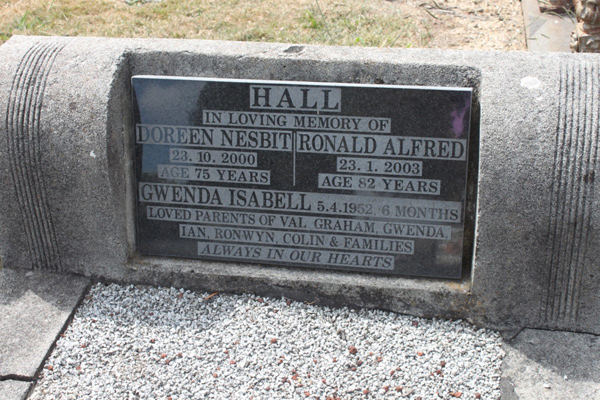 HALL
IN LOVING MEMORY OF
DOREEN NESBIT RONALD ALFRED
23. 10. 2000 23. 1. 2003
AGE 75 YEARS AGE 82 YEARS
GWENDA ISABELL 5.4.1952, 6 MONTHS
LOVED PARENTS OF VAL, GRAHAM, GWENDA,
IAN, RONWYN, COLIN & FAMILIES
ALWAYS IN OUR HEARTS